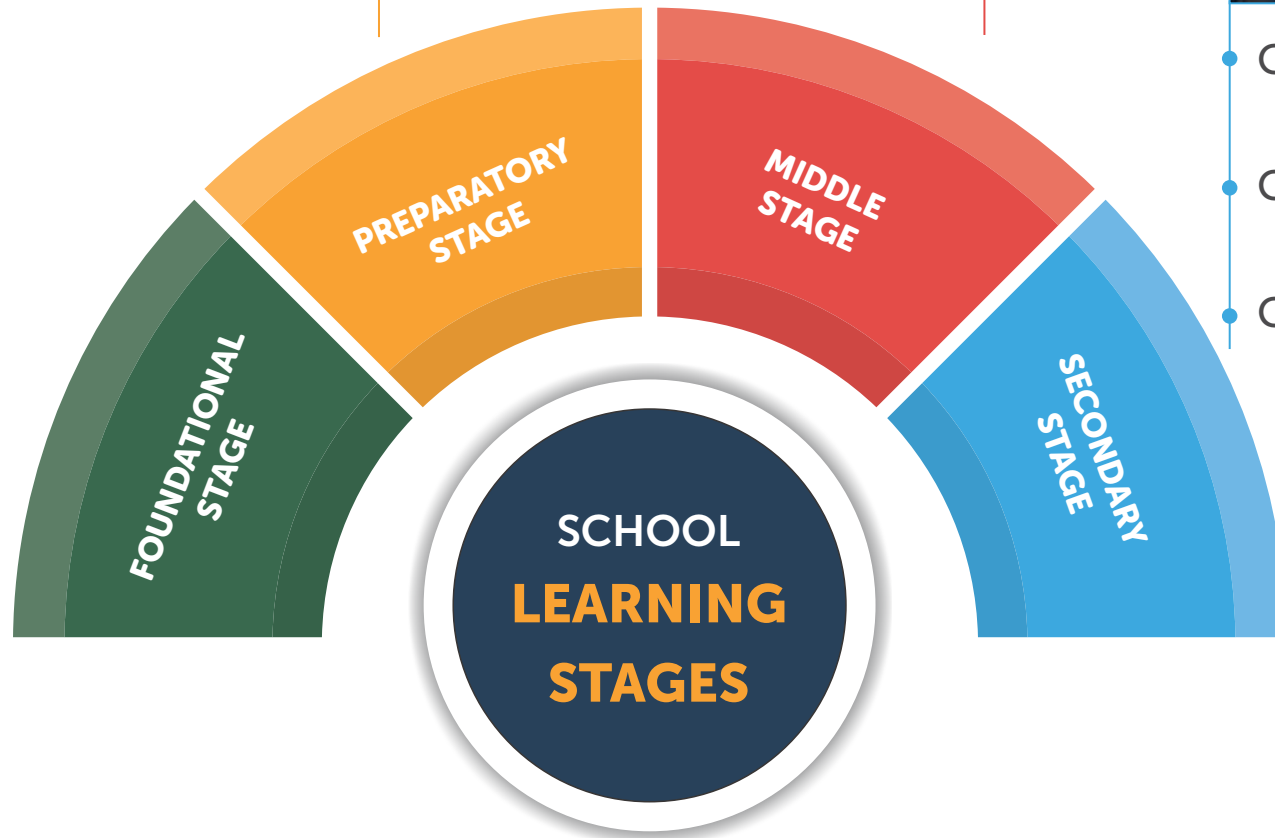 FOUNDATIONAL
STAGE
PREPARATORY
STAGE
MIDDLE
STAGE
SECONDARY
STAGE
SCHOOL
LEARNING
STAGES